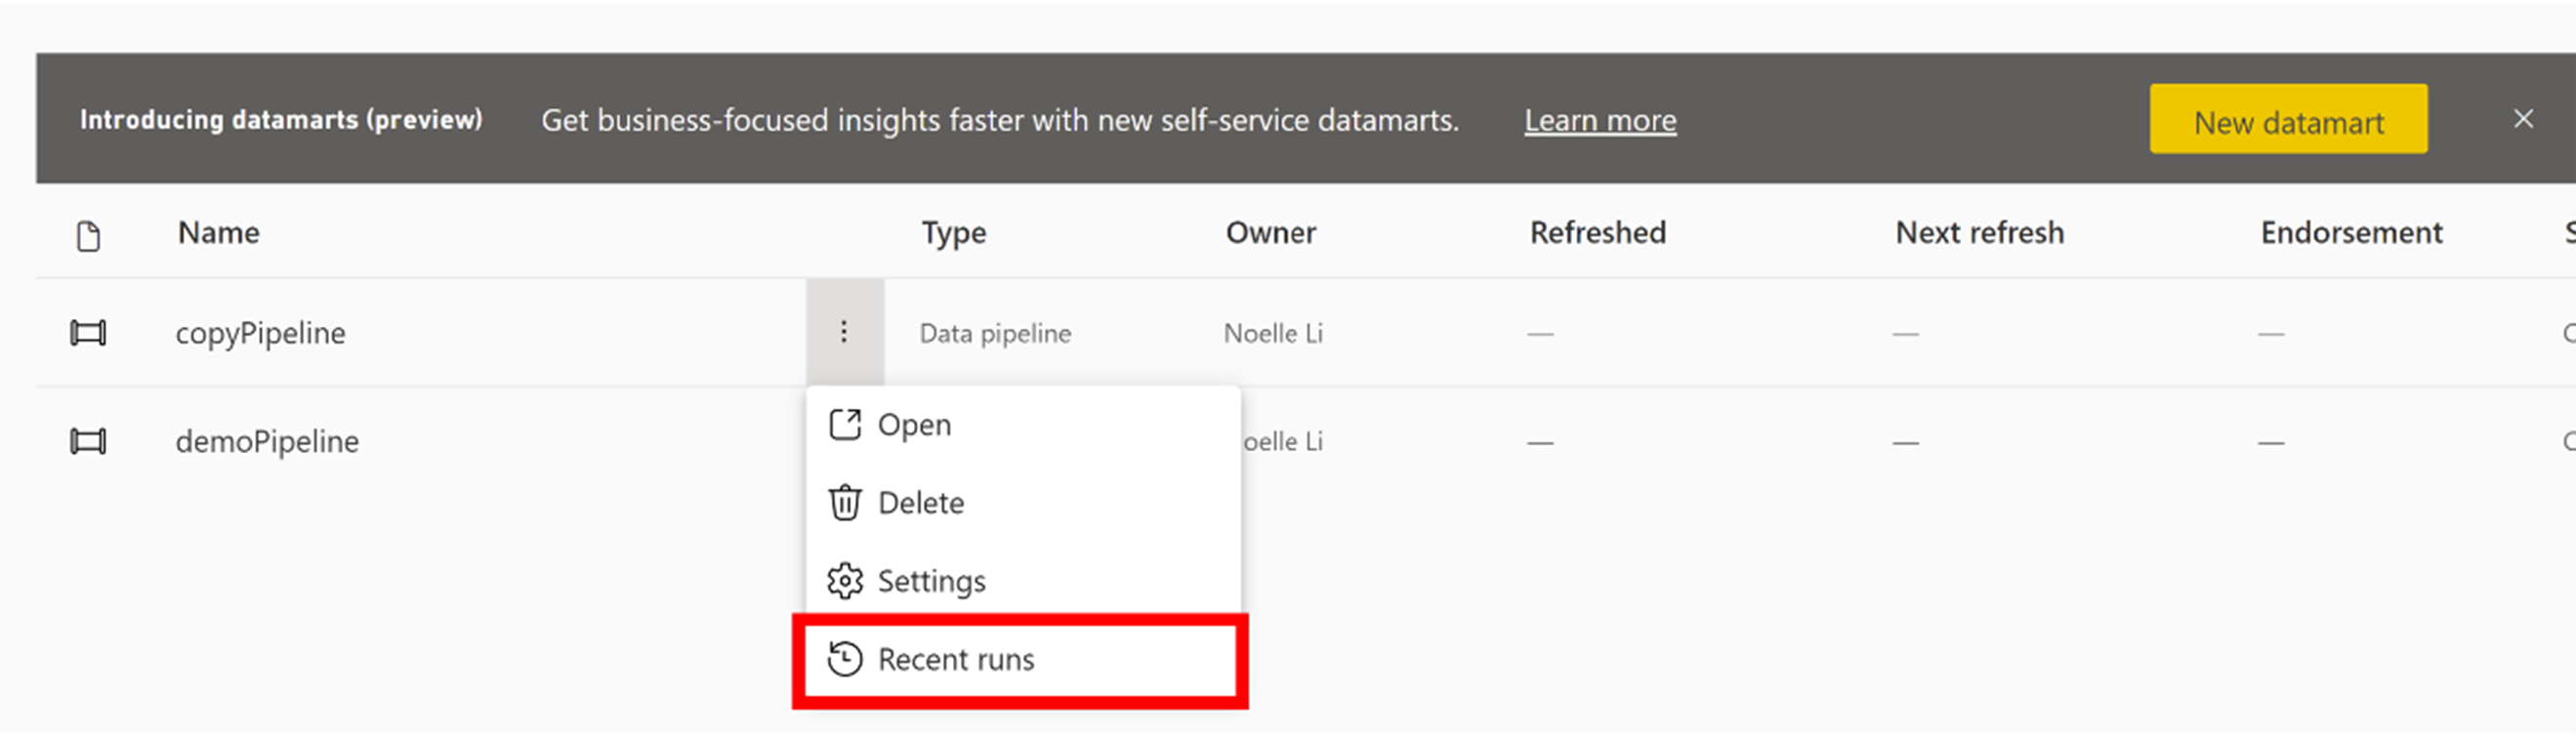 Introducing datamarts (preview) Get business-focused insights faster with new self-service datamarts. Learn more New datamart
Name Type Owner Refreshed Next refresh Endorsement
copyPipeline Data pipeline Noelle Li — — —
demoPipeline oelle Li — — —
Open
Delete
Settings
Recent runs